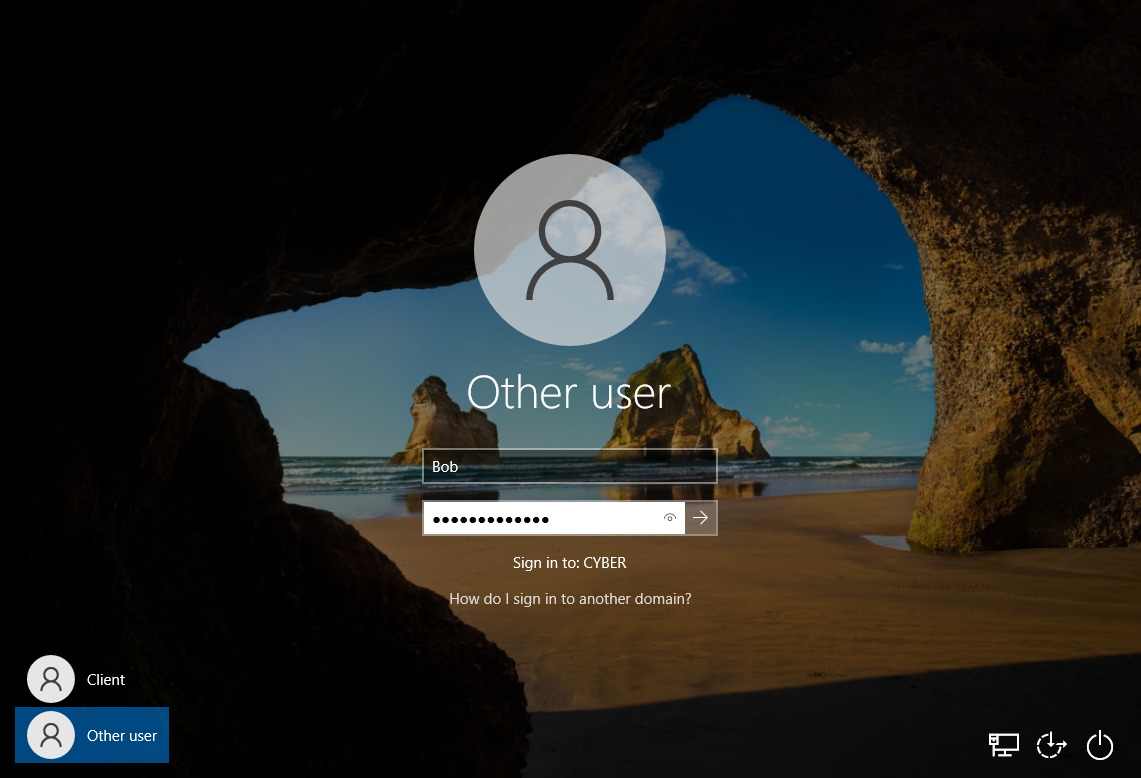 Other user
Bob
●●●●●●●●●●●●●
Sign in to: CYBER
How do I sign in to another domain?
Client
Other user